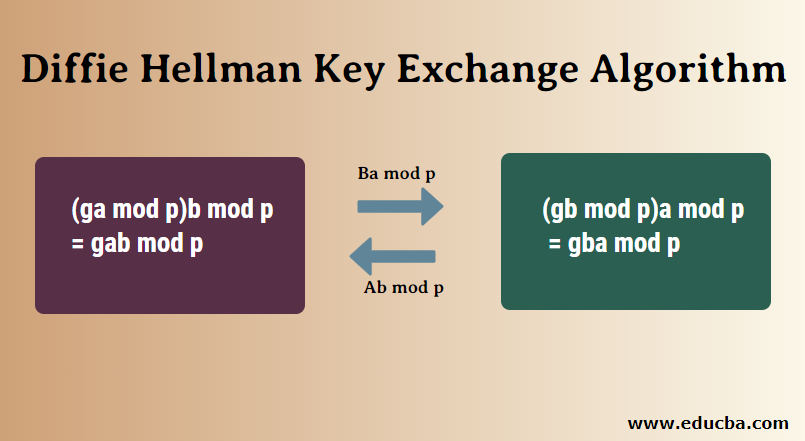 Diffie Hellman Key Exchange Algorithm
(ga mod p)b mod p
= gab mod p
Ba mod p
Ab mod p
(gb mod p)a mod p
= gba mod p
www.educba.com